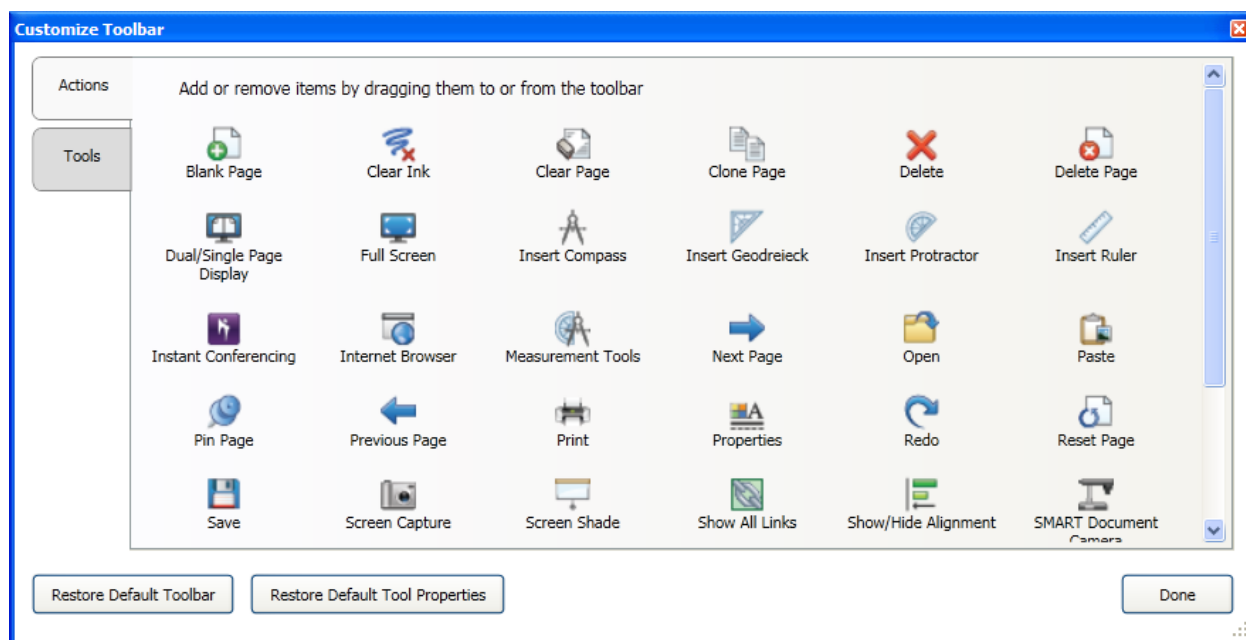 Customize Toolbar
Actions
Tools
Add or remove items by dragging them to or from the toolbar
Blank Page
Clear Ink
Clear Page
Clone Page
Delete
Delete Page
Dual/Single Page
Display
Full Screen
Insert Compass
Insert Geodreieck
Insert Protractor
Insert Ruler
Instant Conferencing
Internet Browser
Measurement Tools
Next Page
Open
Paste
Pin Page
Previous Page
Print
Properties
Redo
Reset Page
Save
Screen Capture
Screen Shade
Show All Links
Show/Hide Alignment
SMART Document
Camera
Restore Default Toolbar
Restore Default Tool Properties
Done